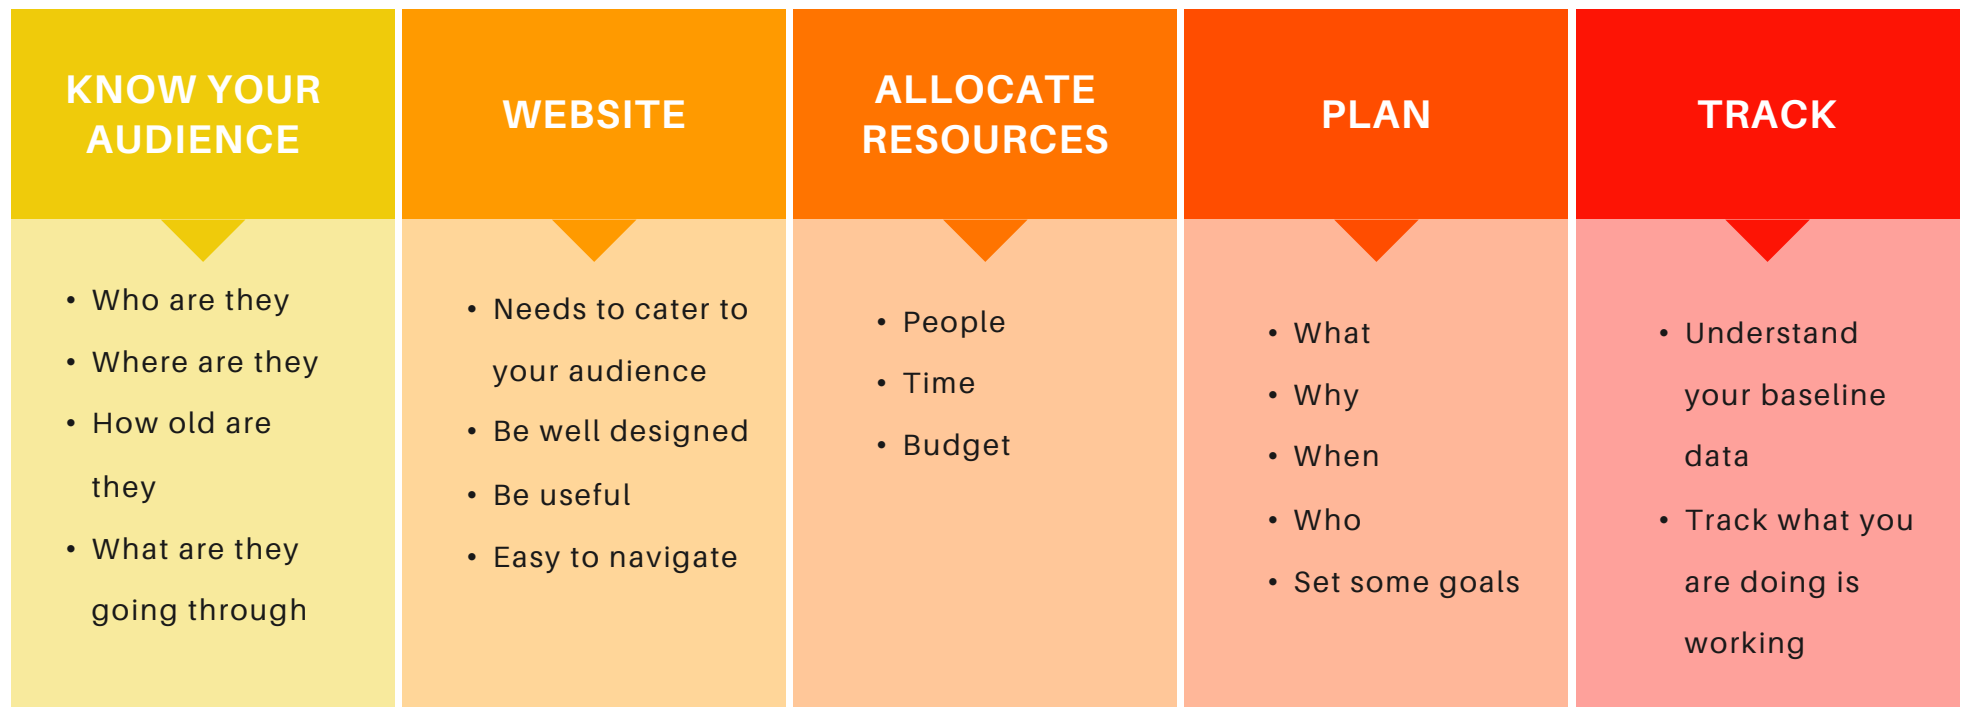 KNOW YOUR
AUDIENCE
• Who are they
• Where are they
• How old are
they
• What are they
going through
WEBSITE
• Needs to cater to
your audience
• Be well designed
• Be useful
• Easy to navigate
ALLOCATE
RESOURCES
• People
• Time
• Budget
PLAN
• What
• Why
• When
• Who
• Set some goals
TRACK
• Understand
your baseline
data
• Track what you
are doing is
working